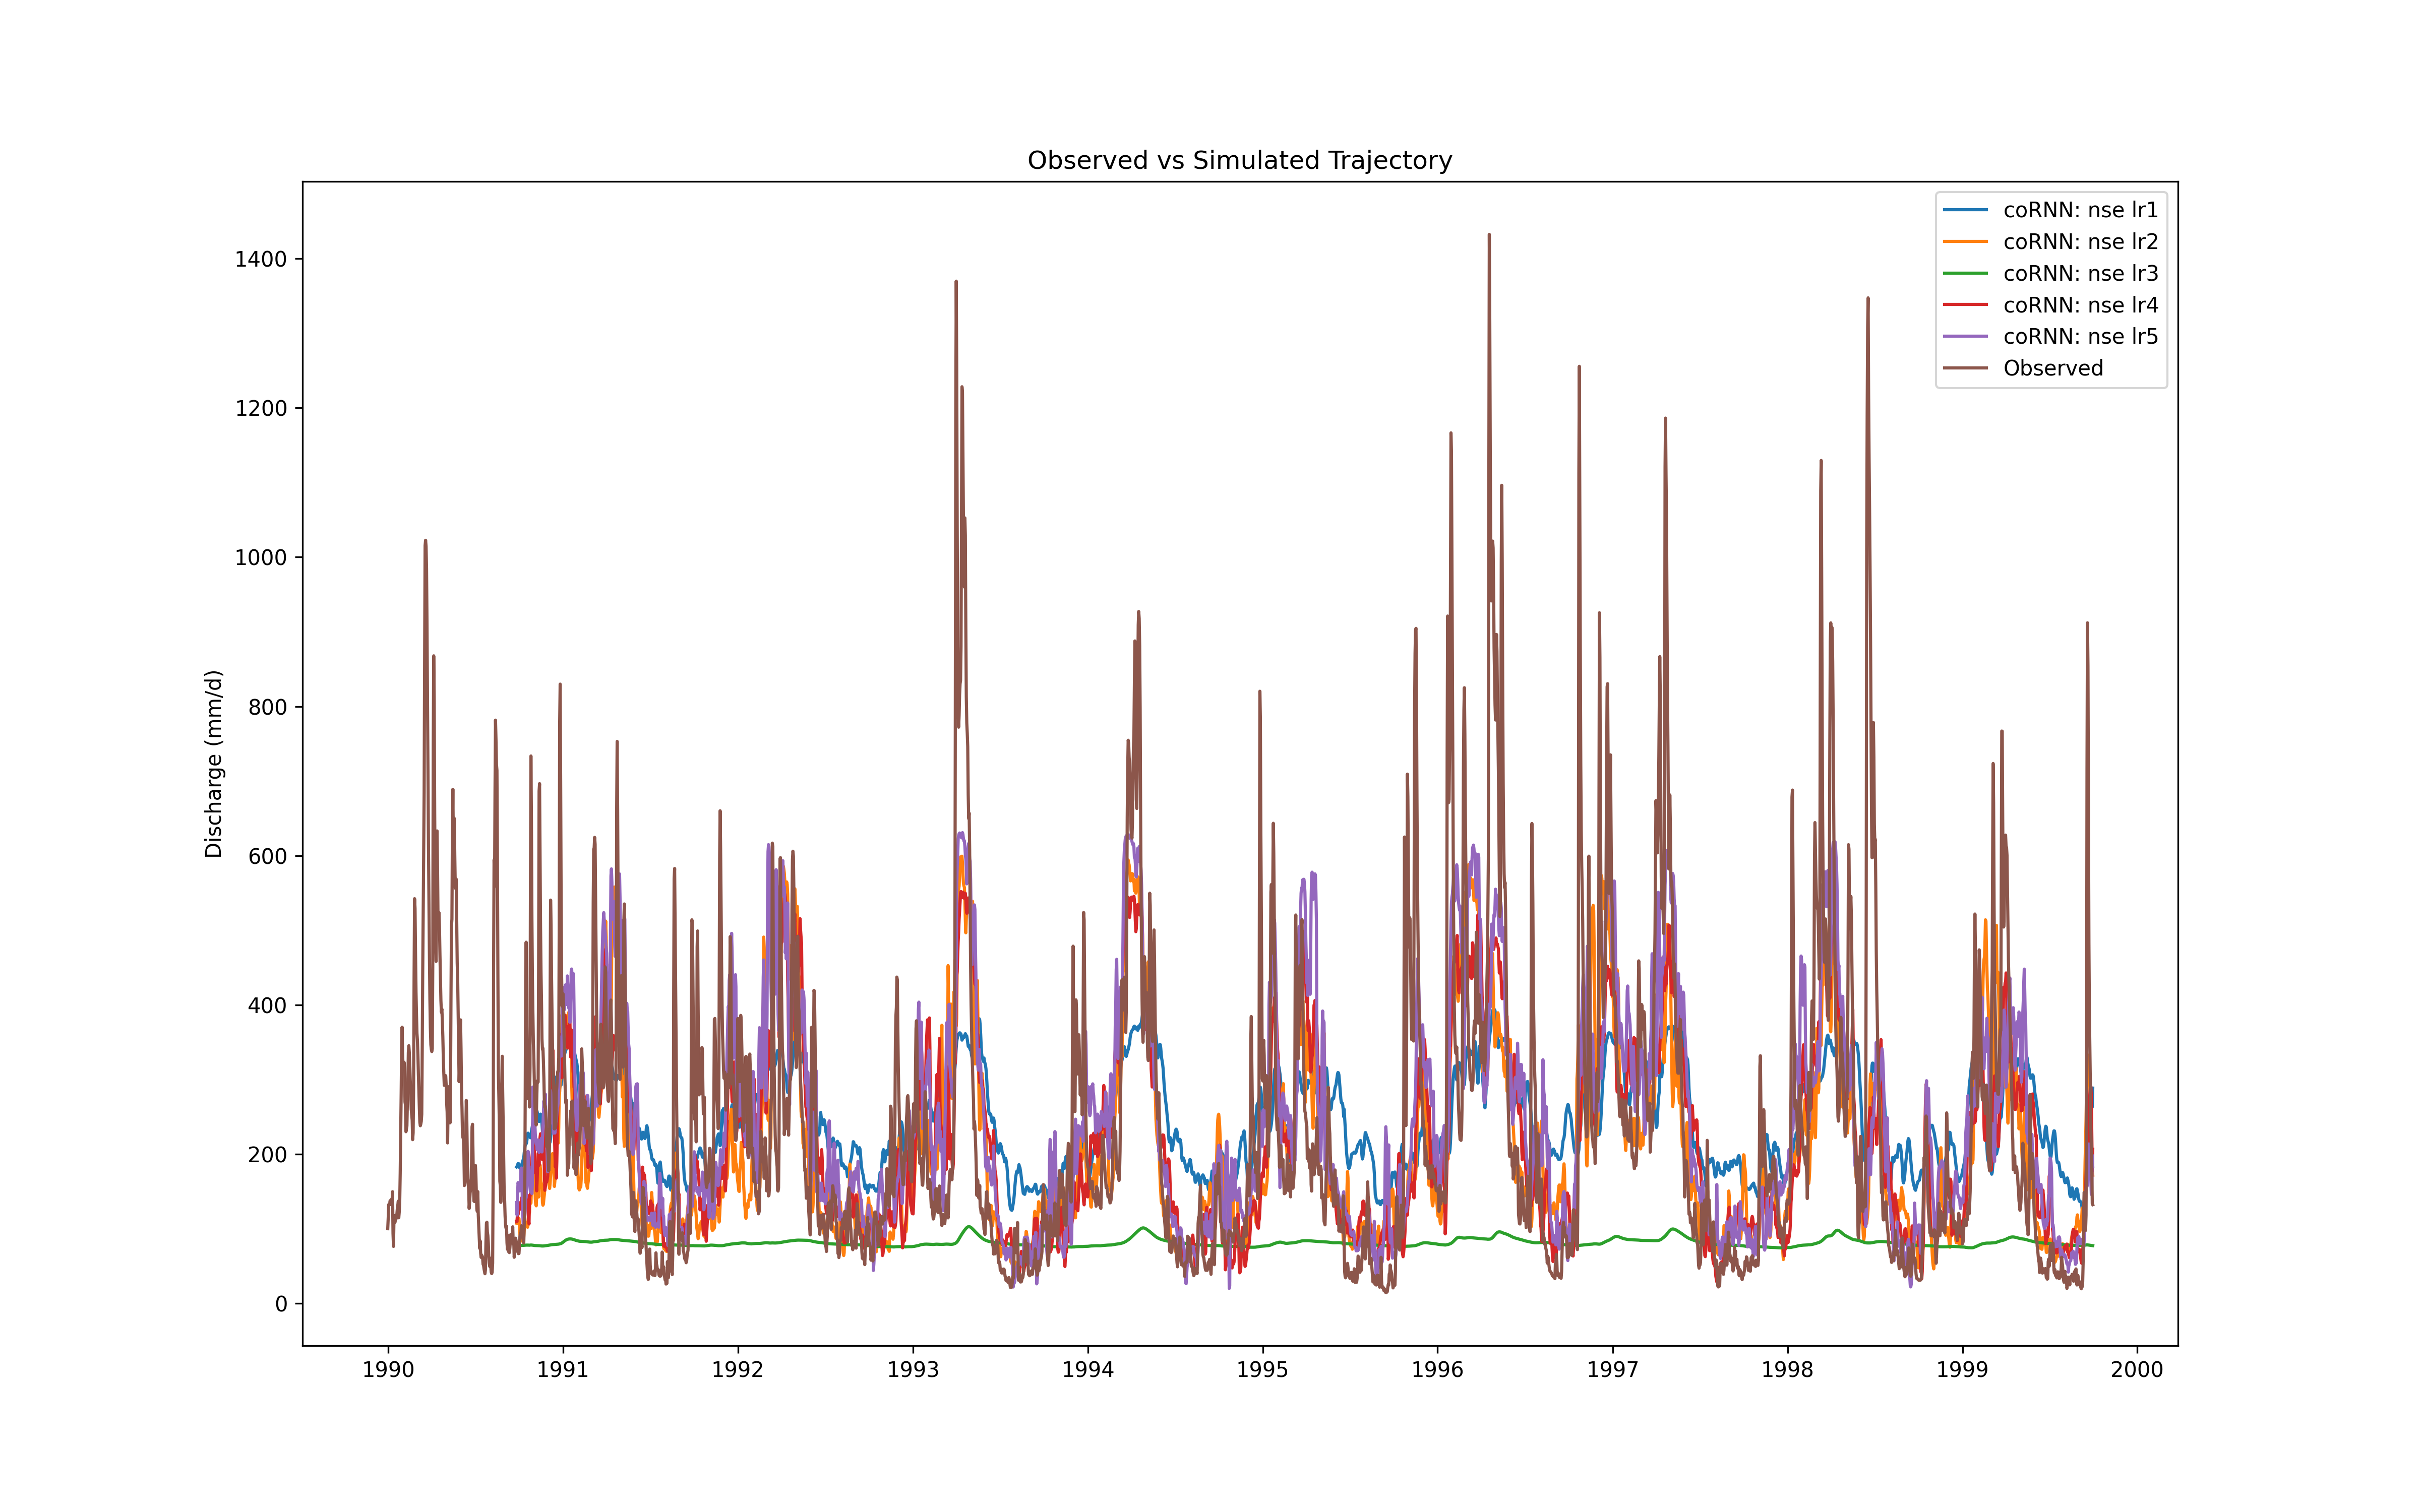 Observed vs Simulated Trajectory
coRNN: nse lr1
coRNN: nse lr2
coRNN: nse lr3
coRNN: nse lr4
coRNN: nse lr5
Observed
Discharge (mm/d)
1400
1200
1000
800
600
400
200
0
1990 1991 1992 1993 1994 1995 1996 1997 1998 1999 2000